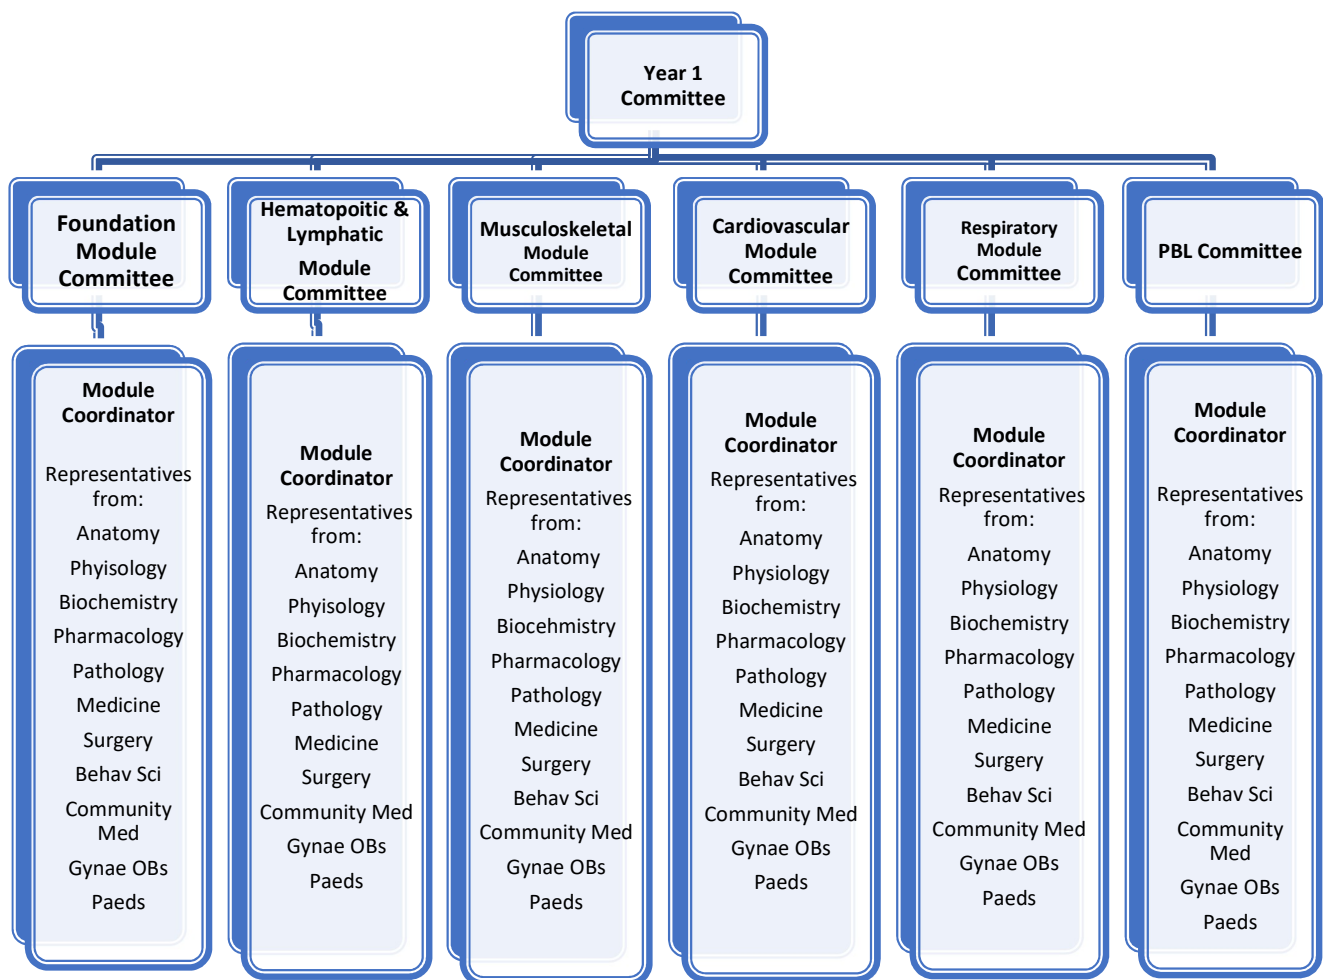 Year 1
Committee
Foundation
Module
Committee
Hematopoitic &
Lymphatic
Module
Committee
Musculoskeletal
Module
Committee
Cardiovascular
Module
Committee
Respiratory
Module
Committee
PBL Committee
Module
Coordinator
Representatives
from:
Anatomy
Phyisology
Biochemistry
Pharmacology
Pathology
Medicine
Surgery
Behav Sci
Community
Med
Gynae OBs
Paeds
Module
Coordinator
Representatives
from:
Anatomy
Phyisology
Biochemistry
Pharmacology
Pathology
Medicine
Surgery
Community Med
Gynae OBs
Paeds
Module
Coordinator
Representatives
from:
Anatomy
Physiology
Biocehmistry
Pharmacology
Pathology
Medicine
Surgery
Behav Sci
Community Med
Gynae OBs
Paeds
Module
Coordinator
Representatives
from:
Anatomy
Physiology
Biochemistry
Pharmacology
Pathology
Medicine
Surgery
Behav Sci
Community Med
Gynae OBs
Paeds
Module
Coordinator
Representatives
from:
Anatomy
Physiology
Biochemistry
Pharmacology
Pathology
Medicine
Surgery
Behav Sci
Community Med
Gynae OBs
Paeds
Module
Coordinator
Representatives
from:
Anatomy
Physiology
Biochemistry
Pharmacology
Pathology
Medicine
Surgery
Behav Sci
Community
Med
Gynae OBs
Paeds